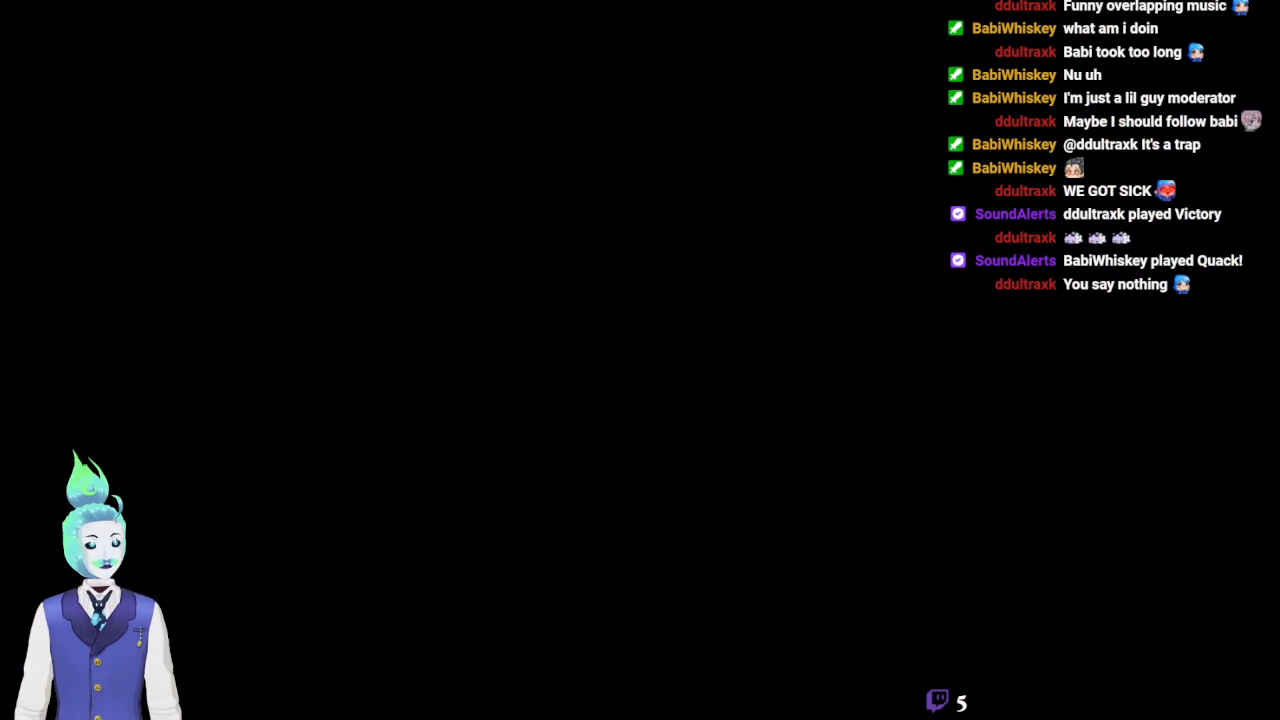 ddultraxk Funny overlapping music
BabiWhiskey what am i doin
ddultraxk Babi took too long
BabiWhiskey Nu uh
BabiWhiskey I'm just a lil guy moderator
ddultraxk Maybe I should follow babi
BabiWhiskey @ddultraxk It's a trap
BabiWhiskey
ddultraxk WE GOT SICK
SoundAlerts ddultraxk played Victory
ddultraxk
SoundAlerts BabiWhiskey played Quack!
ddultraxk You say nothing
5